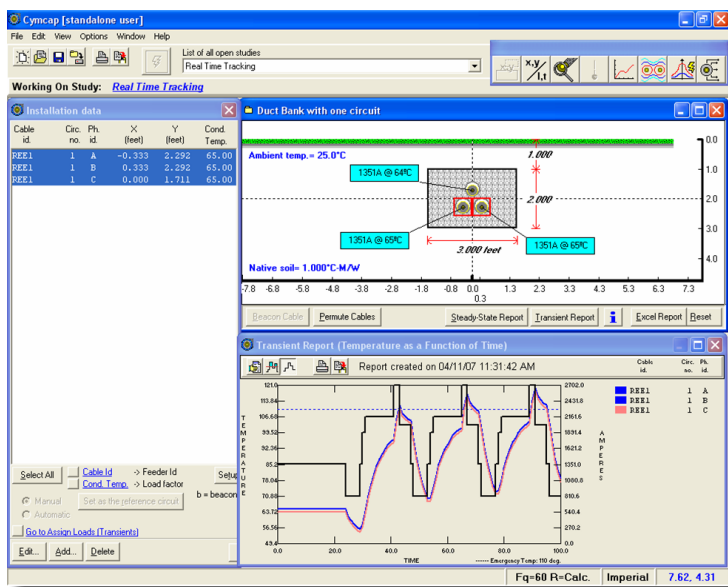 Cymcap [standalone user]
File Edit View Options Window Help
List of all open studies
Real Time Tracking
x,y
I,t
Working On Study: Real Time Tracking
Installation data
Cable id. Circ. no. Ph. id. X (feet) Y (feet) Cond. Temp.
REE1 1 A -0.333 2.292 65.00
REE1 1 B 0.333 2.292 65.00
REE1 1 C 0.000 1.711 65.00
Select All
Cable Id -> Feeder Id
Cond. Temp. -> Load factor
Setup
b = beacon
Manual
Automatic
Set as the reference circuit
Go to Assign Loads (Transients)
Edit... Add... Delete
Duct Bank with one circuit
Ambient temp.= 25.0°C
1.000
0.0
1351A @ 64°C
1.0
2.000
2.0
1351A @ 65°C
1351A @ 65°C
3.0
3.000 feet
4.0
Native soil= 1.000°C-M/W
-7.8 -6.8 -5.8 -4.8 -3.8 -2.8 -1.8 -0.8 0.0 1.3 2.3 3.3 4.3 5.3 6.3 7.3
0.3
Beacon Cable Permute Cables Steady-State Report Transient Report i Excel Report Reset
Transient Report (Temperature as a Function of Time)
Report created on 04/11/07 11:31:42 AM
Cable id. Circ. no. Ph. id.
REE1 1 A
REE1 1 B
REE1 1 C
TEMPERATURE
121.0
113.84
106.68
99.52
92.36
85.2
78.04
70.88
63.72
56.56
49.4
2702.0
2431.8
2161.6
1891.4
1621.2
1351.0
1080.8
810.6
540.4
270.2
0.0
AMPERES
0.0 20.0 40.0 60.0 80.0 100.0
TIME
------ Emergency Temp: 110 deg.
Fq=60 R=Calc. Imperial 7.62, 4.31